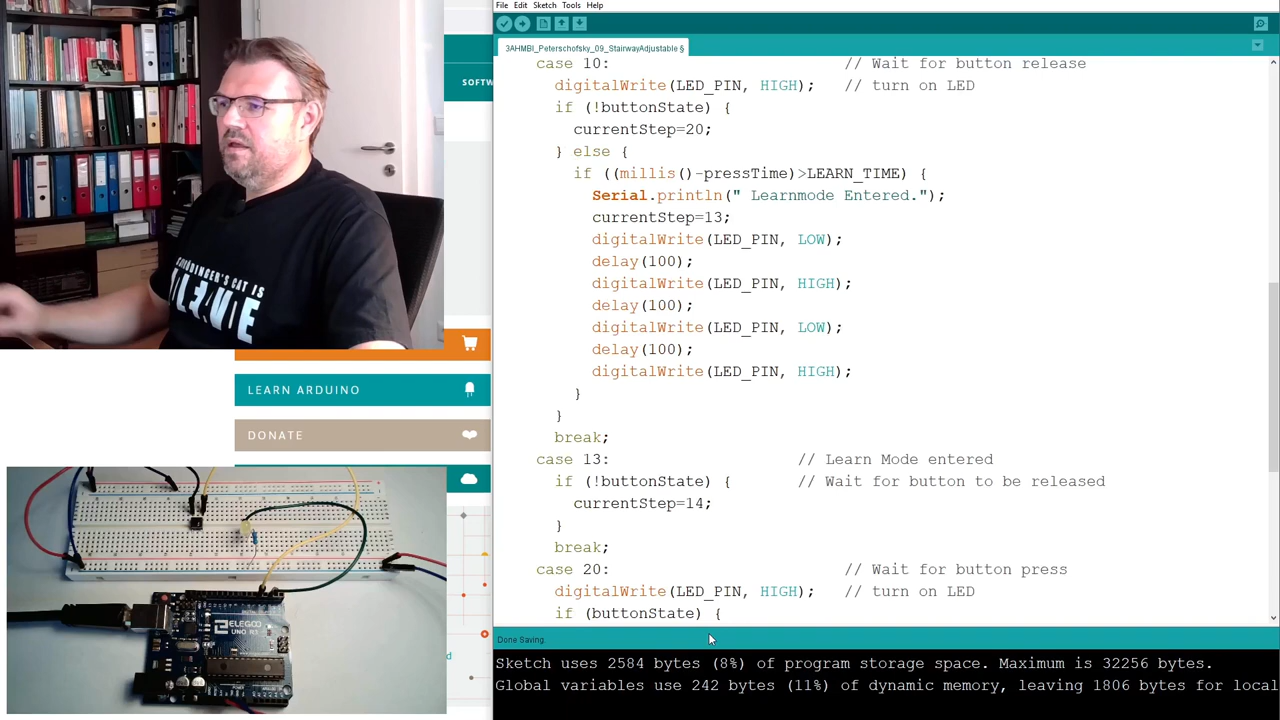 File Edit Sketch Tools Help
3AHMBI_Peterschofsky_09_StairwayAdjustable §
case 10: // Wait for button release
digitalWrite(LED_PIN, HIGH); // turn on LED
if (!buttonState) {
currentStep=20;
} else {
if ((millis()-pressTime)>LEARN_TIME) {
Serial.println(" Learnmode Entered.");
currentStep=13;
digitalWrite(LED_PIN, LOW);
delay(100);
digitalWrite(LED_PIN, HIGH);
delay(100);
digitalWrite(LED_PIN, LOW);
delay(100);
digitalWrite(LED_PIN, HIGH);
}
}
break;
case 13: // Learn Mode entered
if (!buttonState) { // Wait for button to be released
currentStep=14;
}
break;
case 20: // Wait for button press
digitalWrite(LED_PIN, HIGH); // turn on LED
if (buttonState) {
Done Saving.
Sketch uses 2584 bytes (8%) of program storage space. Maximum is 32256 bytes.
Global variables use 242 bytes (11%) of dynamic memory, leaving 1806 bytes for local
SOFTW
LEARN ARDUINO
DONATE
d
CAT IS
ELEGOO
UNO R3